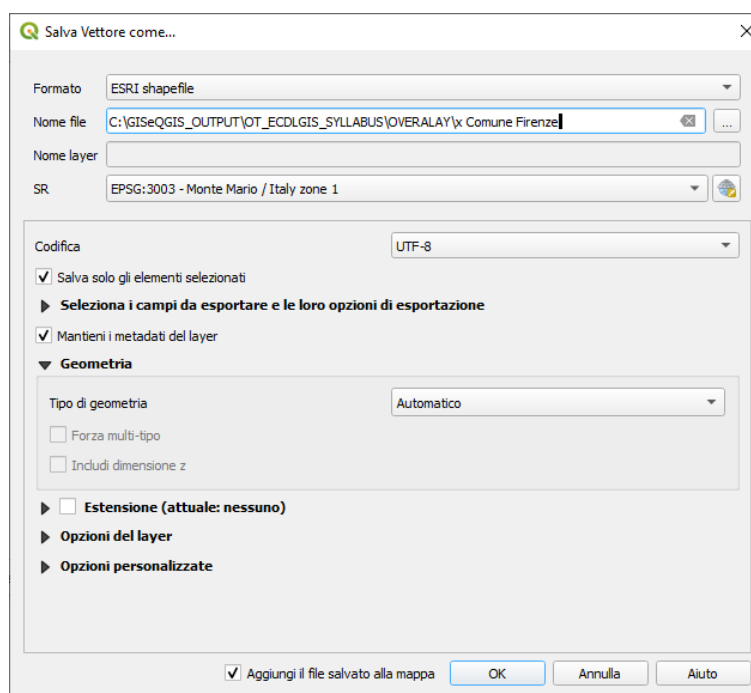 Salva Vettore come...
Formato ESRI shapefile
Nome file C:\GISeQGIS_OUTPUT\OT_ECDLGIS_SYLLABUS\OVERALAY\x Comune Firenze ...
Nome layer
SR EPSG:3003 - Monte Mario / Italy zone 1
Codifica UTF-8
Salva solo gli elementi selezionati
Seleziona i campi da esportare e le loro opzioni di esportazione
Mantieni i metadati del layer
Geometria
Tipo di geometria Automatico
Forza multi-tipo
Includi dimensione z
Estensione (attuale: nessuno)
Opzioni del layer
Opzioni personalizzate
Aggiungi il file salvato alla mappa OK Annulla Aiuto